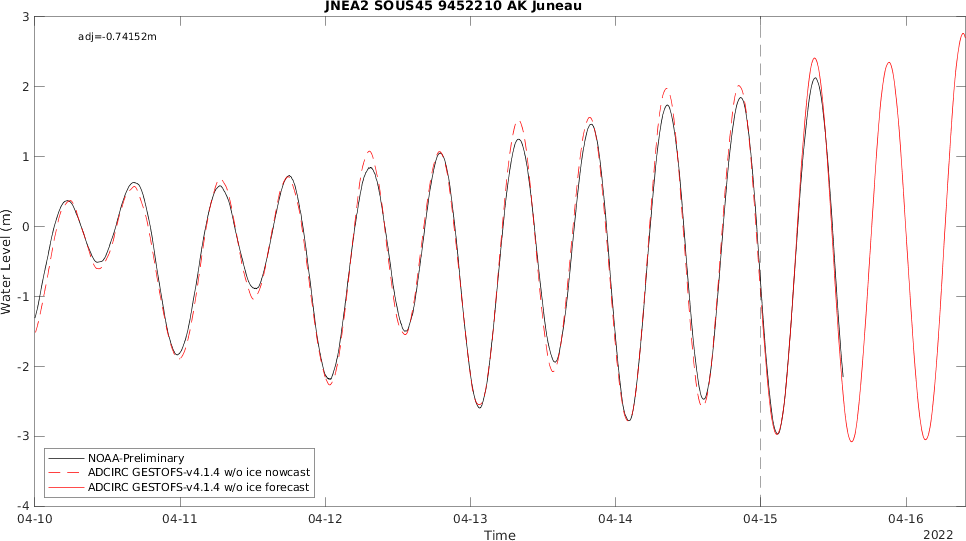 JNEA2 SOUS45 9452210 AK Juneau
adj=-0.74152m
3
2
1
0
-1
-2
-3
-4
Water Level (m)
NOAA-Preliminary
ADCIRC GESTOFS-v4.1.4 w/o ice nowcast
ADCIRC GESTOFS-v4.1.4 w/o ice forecast
04-10 04-11 04-12 04-13 04-14 04-15 04-16
Time
2022